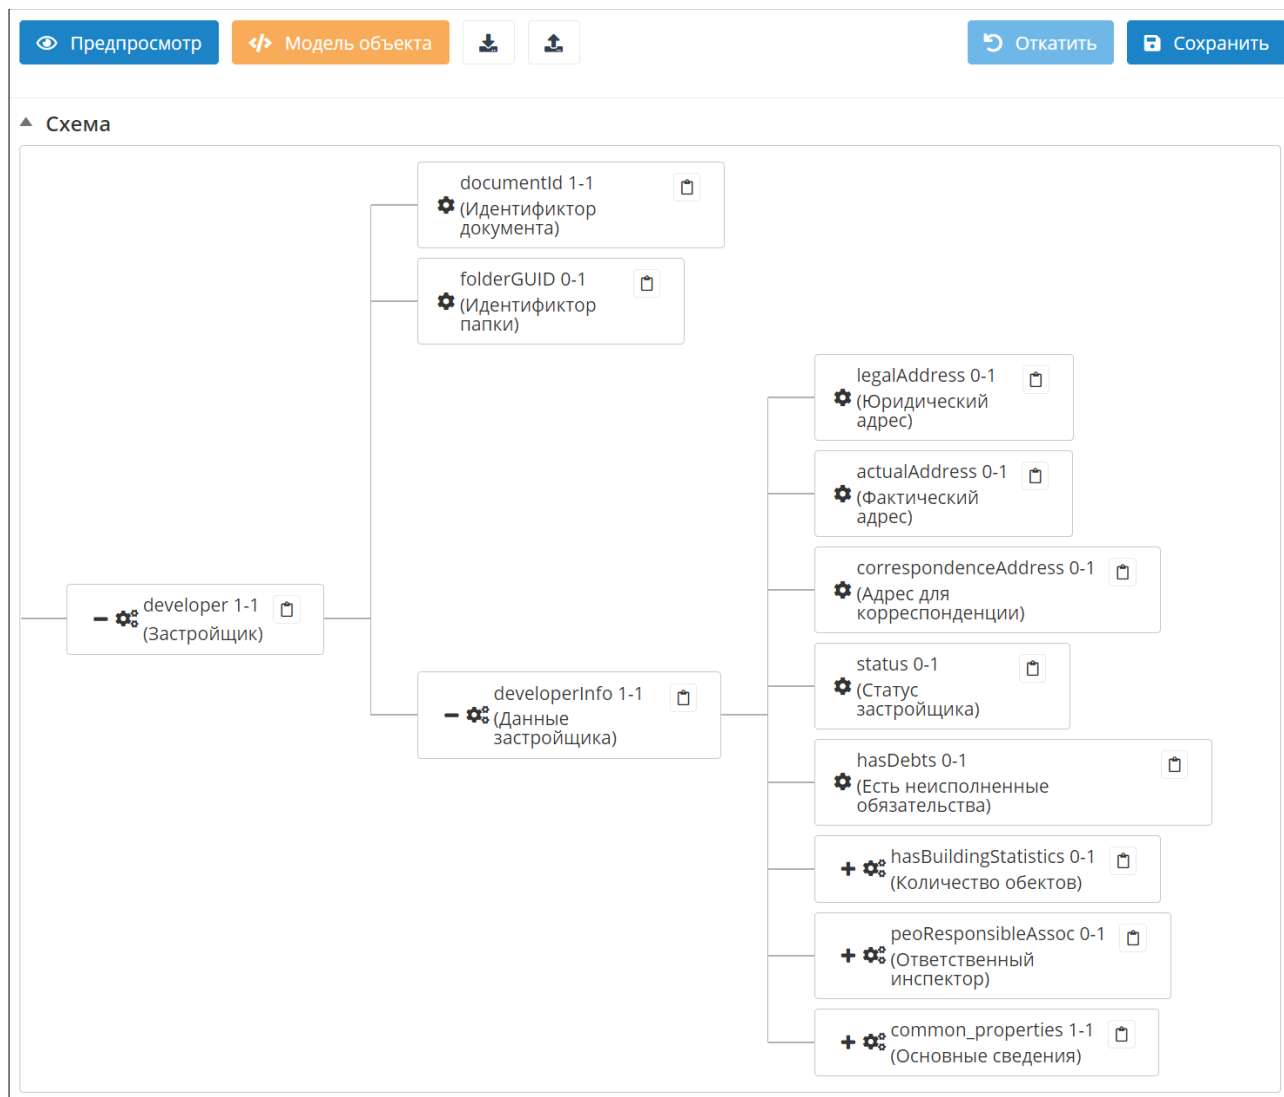 Предпросмотр
Модель объекта
Откатить
Сохранить
Схема
documentId 1-1
(Идентификтор
документа)
folderGUID 0-1
(Идентификтор
папки)
legalAddress 0-1
(Юридический
адрес)
actualAddress 0-1
(Фактический
адрес)
correspondenceAddress 0-1
(Адрес для
корреспонденции)
developer 1-1
(Застройщик)
status 0-1
(Статус
застройщика)
developerInfo 1-1
(Данные
застройщика)
hasDebts 0-1
(Есть неисполненные
обязательства)
hasBuildingStatistics 0-1
(Количество обектов)
peoResponsibleAssoc 0-1
(Ответственный
инспектор)
common_properties 1-1
(Основные сведения)